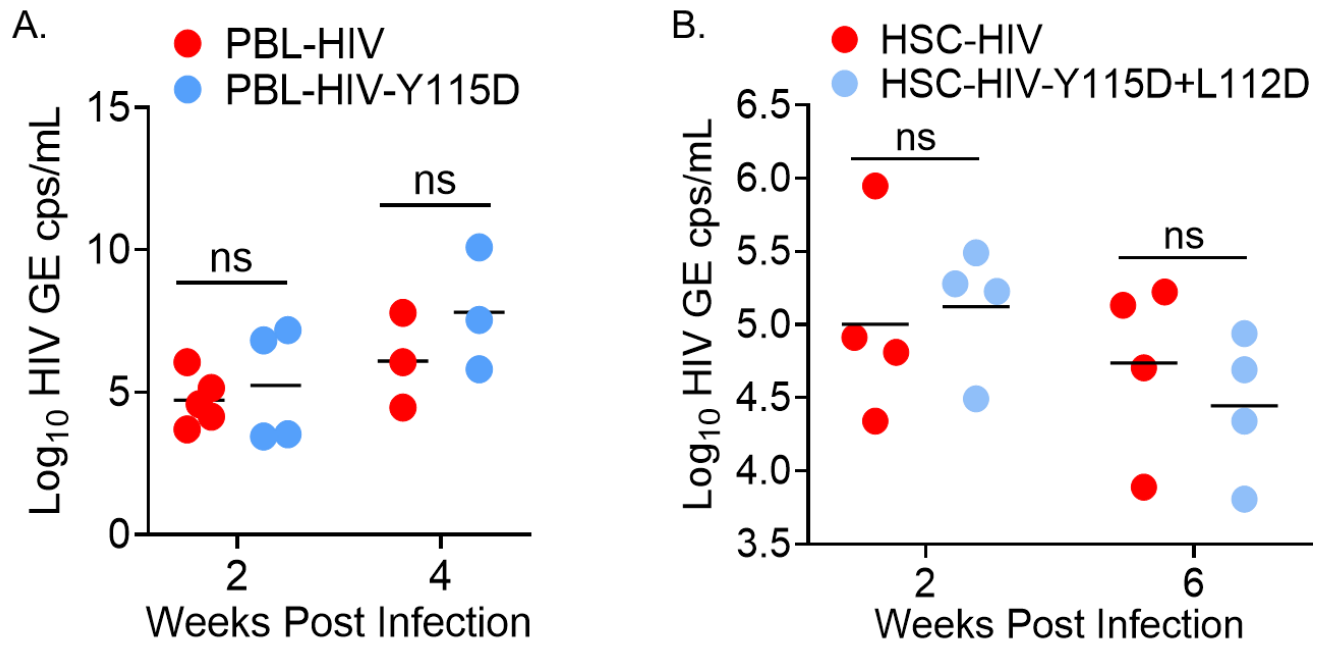 A.
PBL-HIV
PBL-HIV-Y115D
Log10 HIV GE cps/mL
15
10
5
0
ns
ns
2
4
Weeks Post Infection
B.
HSC-HIV
HSC-HIV-Y115D+L112D
Log10 HIV GE cps/mL
6.5
6.0
5.5
5.0
4.5
4.0
3.5
ns
ns
2
6
Weeks Post Infection